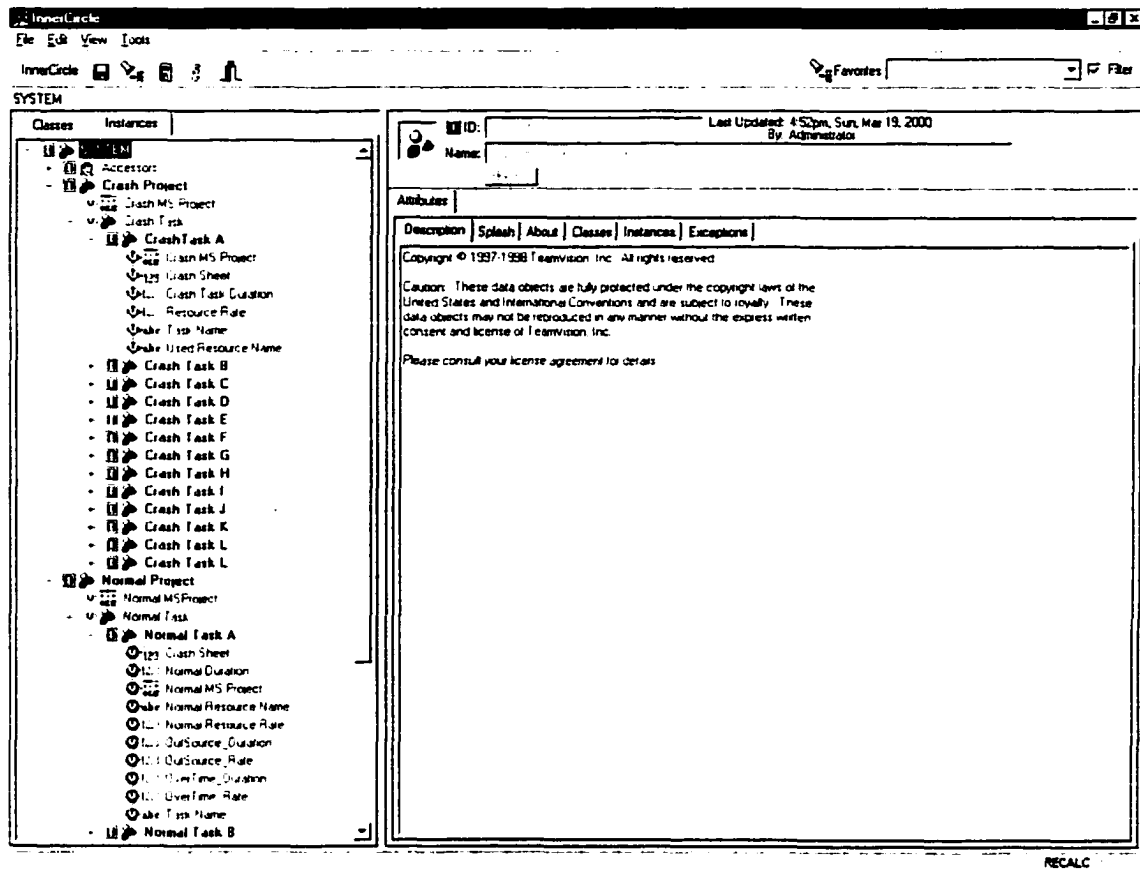 InnerCircle
File Edit View Tools
InnerCircle
Favorites
Filter
SYSTEM
Classes Instances
SYSTEM
Accessors
Crash Project
Crash MS Project
Crash Task
CrashTask A
Crash MS Project
Crash Sheet
Crash Task Duration
Resource Rate
Task Name
Used Resource Name
Crash Task B
Crash Task C
Crash Task D
Crash Task E
Crash Task F
Crash Task G
Crash Task H
Crash Task I
Crash Task J
Crash Task K
Crash Task L
Crash Task L
Normal Project
Normal MSProject
Normal Task
Normal Task A
Crash Sheet
Normal Duration
Normal MS Project
Normal Resource Name
Normal Resource Rate
OutSource_Duration
OutSource_Rate
OverTime_Duration
OverTime_Rate
Task Name
Normal Task B
ID:
Last Updated: 4:52pm, Sun, Mar 19, 2000
By Administrator
Name:
Attributes
Description Splash About Classes Instances Exceptions
Copyright © 1997-1998 Teamvision, Inc. All rights reserved
Caution: These data objects are fully protected under the copyright laws of the
United States and International Conventions and are subject to royalty. These
data objects may not be reproduced in any manner without the express written
consent and license of Teamvision, Inc.
Please consult your license agreement for details
RECALC